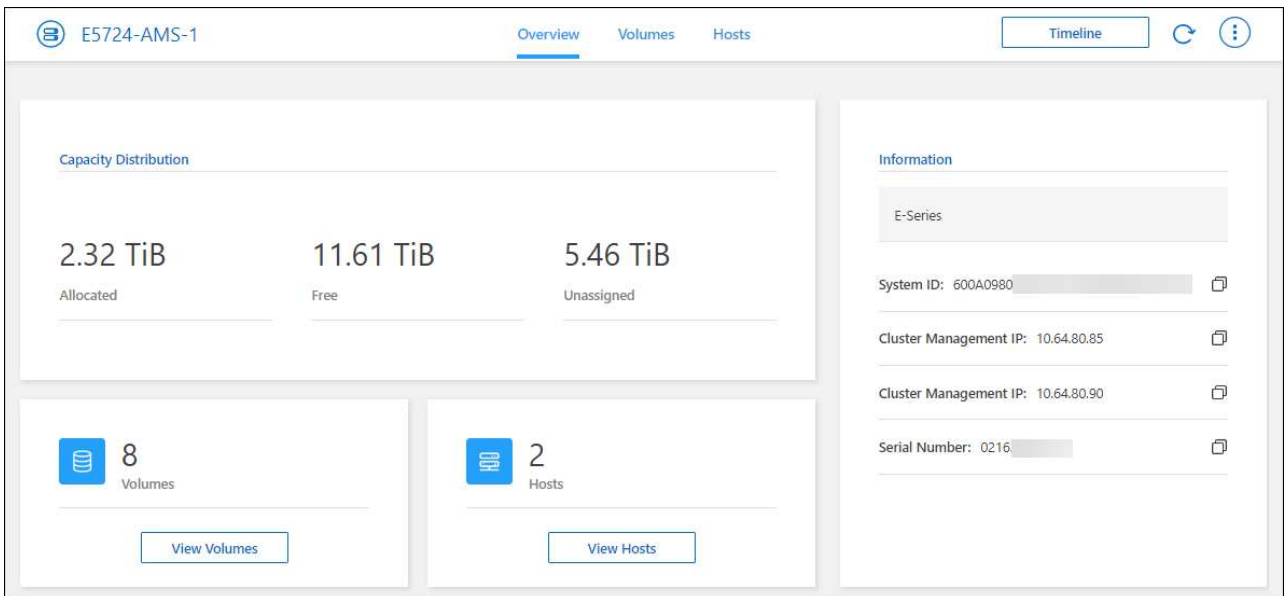 E5724-AMS-1
Overview
Volumes
Hosts
Timeline
Capacity Distribution
2.32 TiB
Allocated
11.61 TiB
Free
5.46 TiB
Unassigned
8
Volumes
View Volumes
2
Hosts
View Hosts
Information
E-Series
System ID: 600A0980
Cluster Management IP: 10.64.80.85
Cluster Management IP: 10.64.80.90
Serial Number: 0216